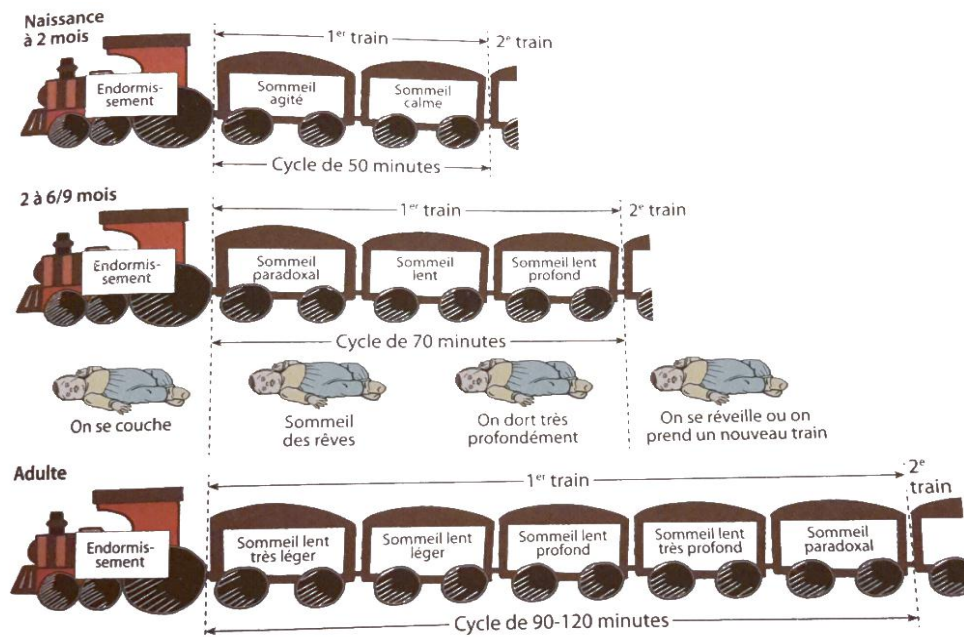 Naissance
à 2 mois
1er train
2e train
Endormis-
sement
Sommeil
agité
Sommeil
calme
Cycle de 50 minutes
2 à 6/9 mois
1er train
2e train
Endormis-
sement
Sommeil
paradoxal
Sommeil
lent
Sommeil lent
profond
Cycle de 70 minutes
On se couche
Sommeil
des rêves
On dort très
profondément
On se réveille ou on
prend un nouveau train
Adulte
1er train
2e
train
Endormis-
sement
Sommeil lent
très léger
Sommeil lent
léger
Sommeil lent
profond
Sommeil lent
très profond
Sommeil
paradoxal
Cycle de 90-120 minutes